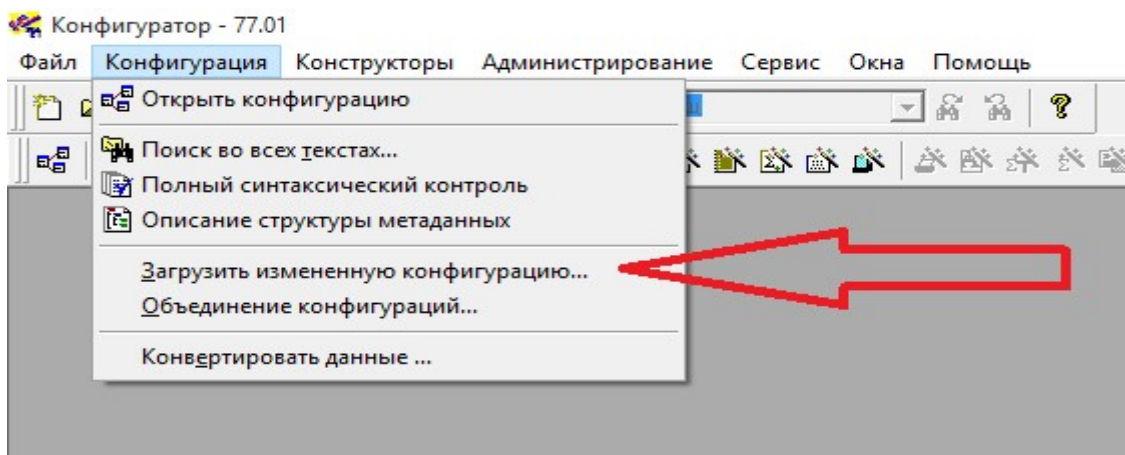 Конфигуратор - 77.01
Файл Конфигурация Конструкторы Администрирование Сервис Окна Помощь
Открыть конфигурацию
Поиск во всех текстах...
Полный синтаксический контроль
Описание структуры метаданных
Загрузить измененную конфигурацию...
Объединение конфигураций...
Конвертировать данные ...